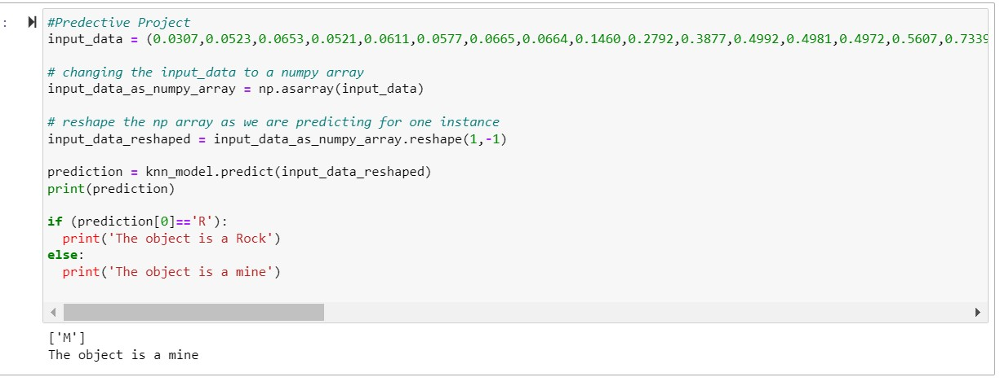 :
#Predective Project
input_data = (0.0307,0.0523,0.0653,0.0521,0.0611,0.0577,0.0665,0.0664,0.1460,0.2792,0.3877,0.4992,0.4981,0.4972,0.5607,0.7339
# changing the input_data to a numpy array
input_data_as_numpy_array = np.asarray(input_data)
# reshape the np array as we are predicting for one instance
input_data_reshaped = input_data_as_numpy_array.reshape(1,-1)
prediction = knn_model.predict(input_data_reshaped)
print(prediction)
if (prediction[0]=='R'):
  print('The object is a Rock')
else:
  print('The object is a mine')
['M']
The object is a mine